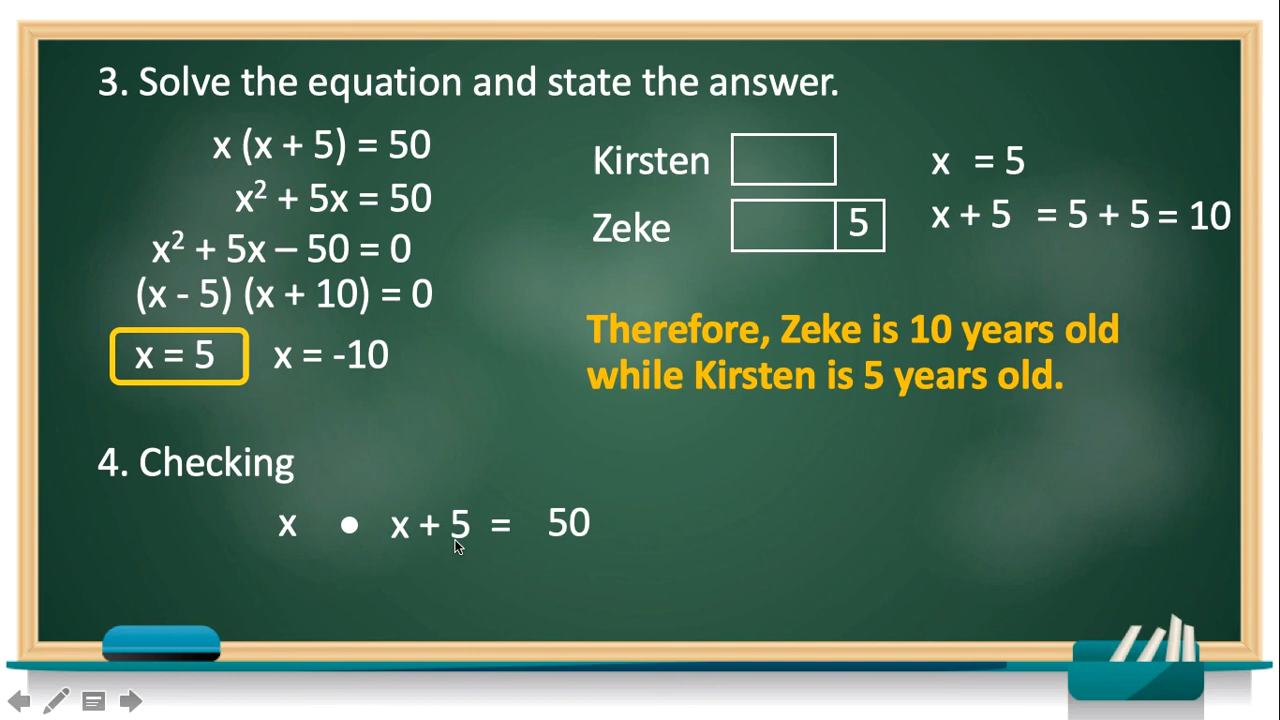 3. Solve the equation and state the answer.
x (x + 5) = 50
x² + 5x = 50
x² + 5x – 50 = 0
(x - 5) (x + 10) = 0
x = 5 x = -10
Kirsten x = 5
Zeke 5 x + 5 = 5 + 5 = 10
Therefore, Zeke is 10 years old
while Kirsten is 5 years old.
4. Checking
x • x + 5 = 50